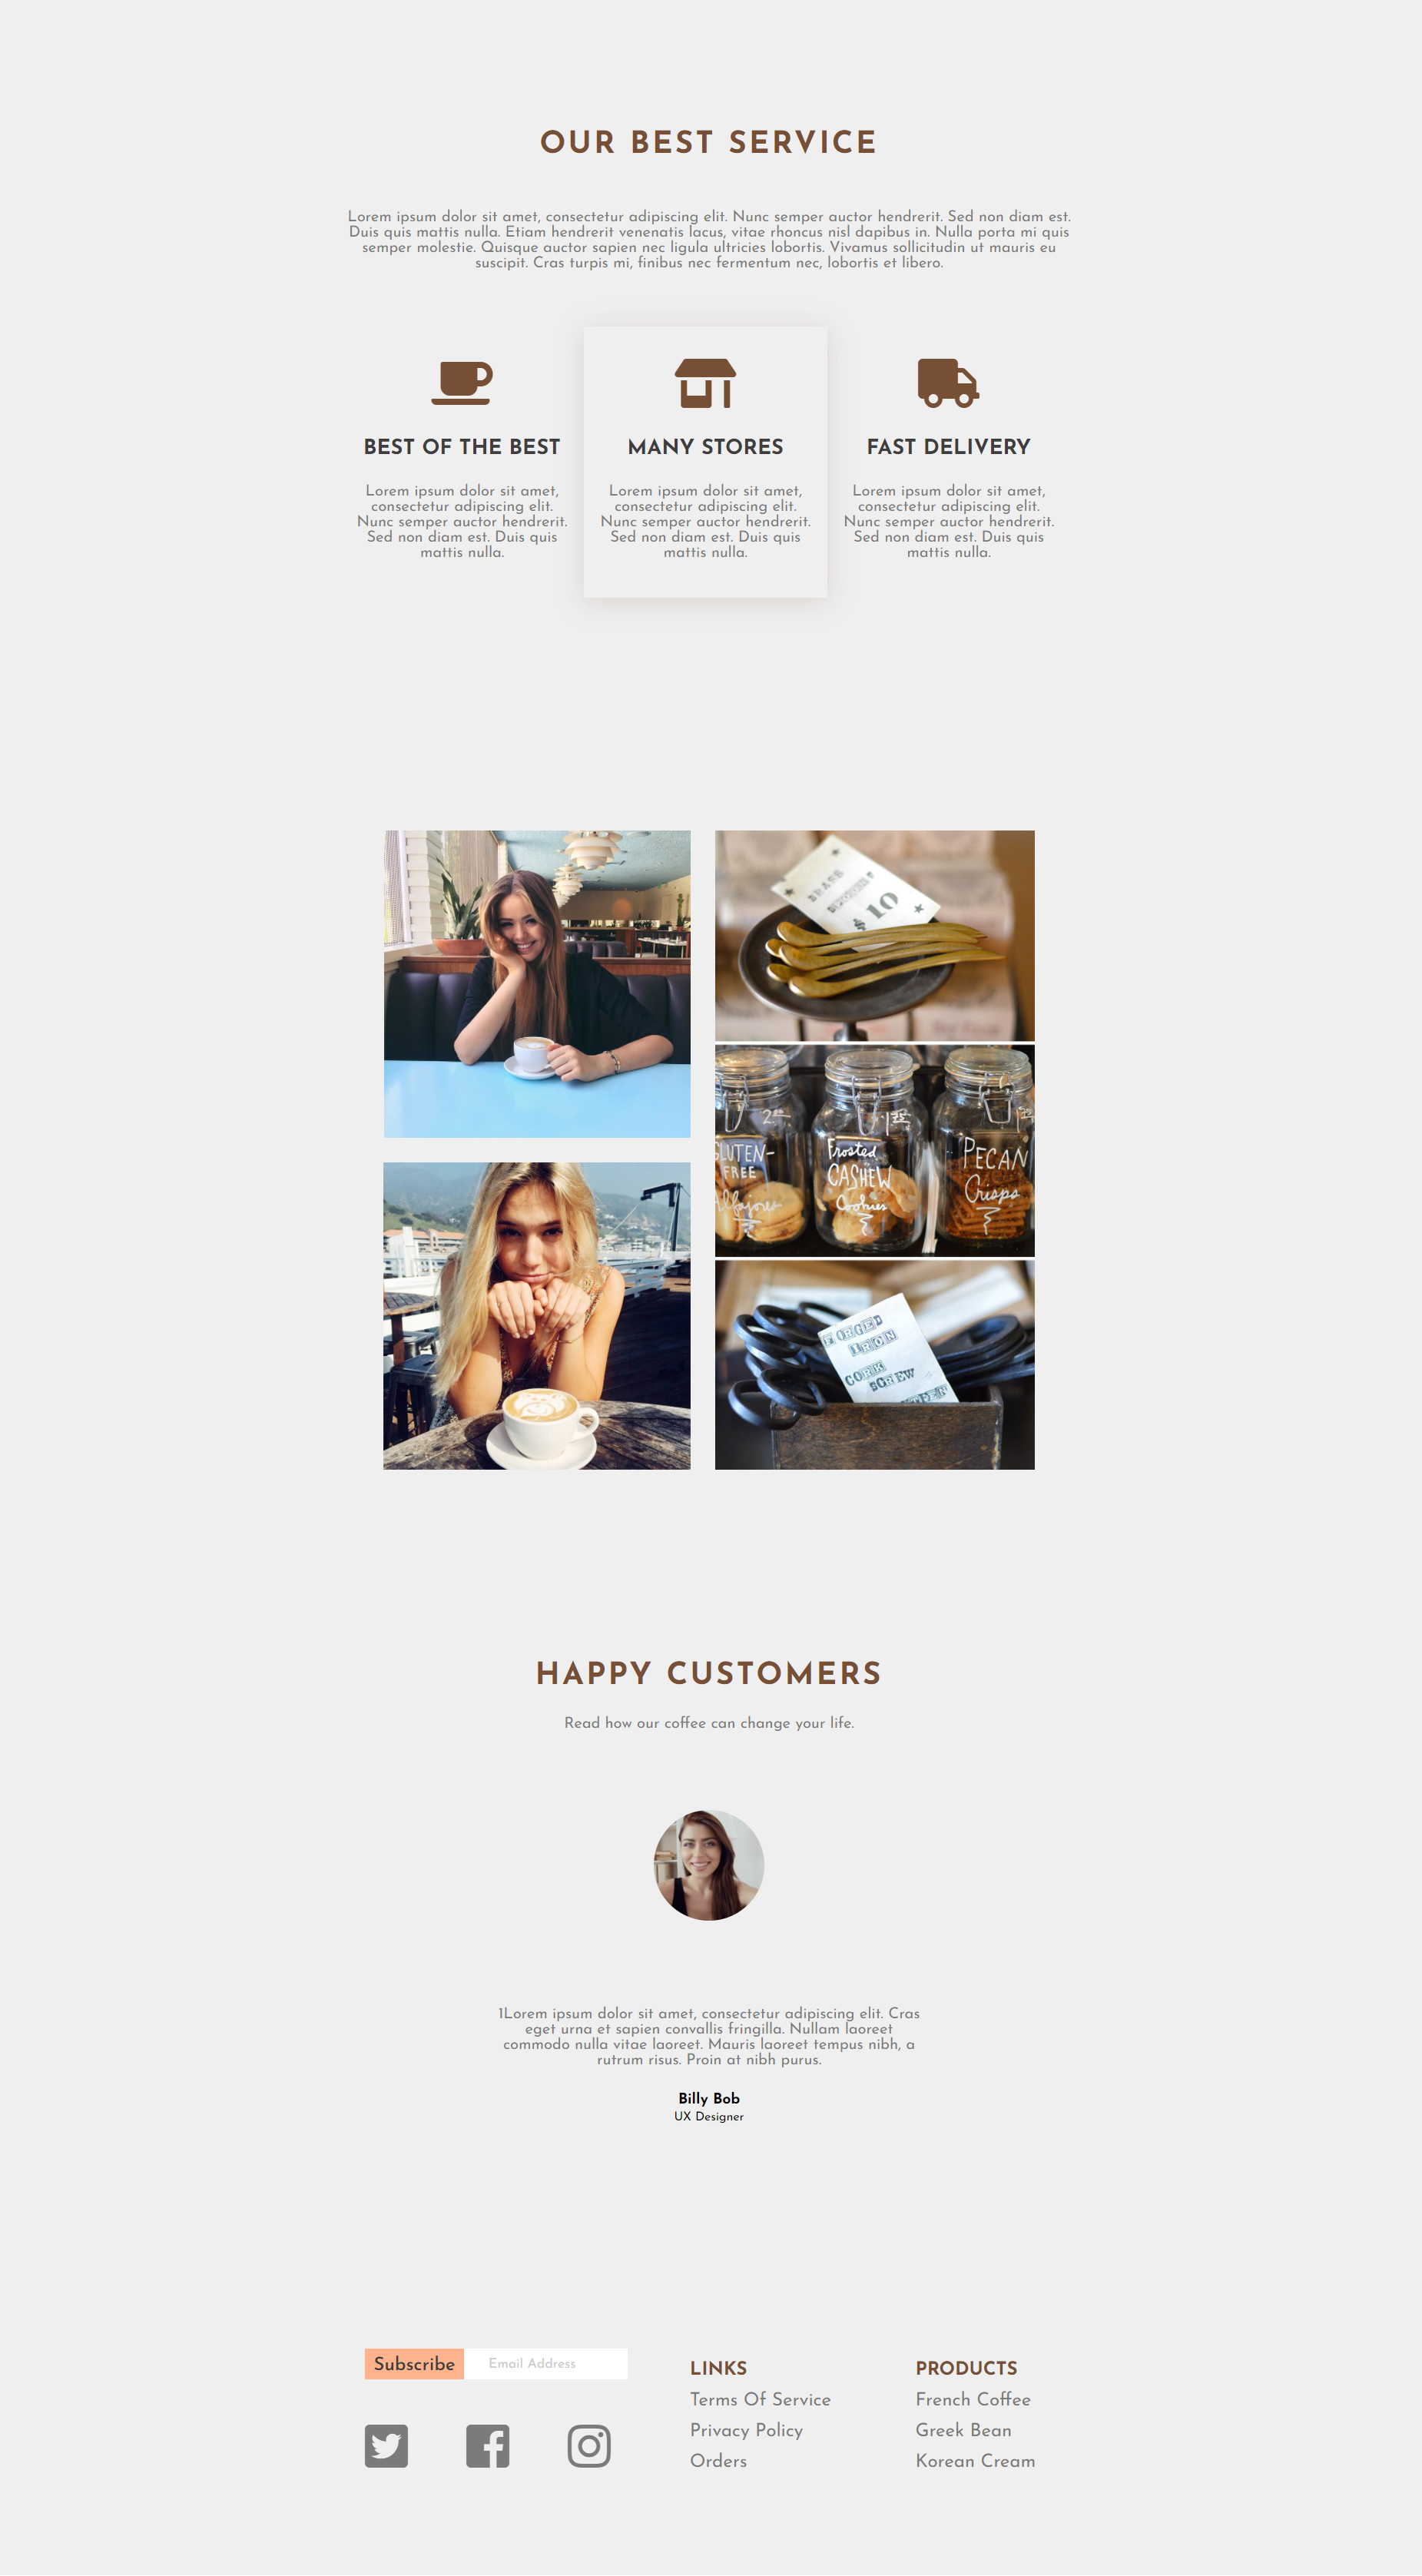 OUR BEST SERVICE
Lorem ipsum dolor sit amet, consectetur adipiscing elit. Nunc semper auctor hendrerit. Sed non diam est.
Duis quis mattis nulla. Etiam hendrerit venenatis lacus, vitae rhoncus nisl dapibus in. Nulla porta mi quis
semper molestie. Quisque auctor sapien nec ligula ultricies lobortis. Vivamus sollicitudin ut mauris eu
suscipit. Cras turpis mi, finibus nec fermentum nec, lobortis et libero.
BEST OF THE BEST
Lorem ipsum dolor sit amet,
consectetur adipiscing elit.
Nunc semper auctor hendrerit.
Sed non diam est. Duis quis
mattis nulla.
MANY STORES
Lorem ipsum dolor sit amet,
consectetur adipiscing elit.
Nunc semper auctor hendrerit.
Sed non diam est. Duis quis
mattis nulla.
FAST DELIVERY
Lorem ipsum dolor sit amet,
consectetur adipiscing elit.
Nunc semper auctor hendrerit.
Sed non diam est. Duis quis
mattis nulla.
BRASS
$10
GLUTEN-
FREE
Alfajores
Frosted
CASHEW
Cookies
PECAN
Crisps
FORGED
IRON
CORK
SCREW
HAPPY CUSTOMERS
Read how our coffee can change your life.
1Lorem ipsum dolor sit amet, consectetur adipiscing elit. Cras
eget urna et sapien convallis fringilla. Nullam laoreet
commodo nulla vitae laoreet. Mauris laoreet tempus nibh, a
rutrum risus. Proin at nibh purus.
Billy Bob
UX Designer
Subscribe
Email Address
LINKS
Terms Of Service
Privacy Policy
Orders
PRODUCTS
French Coffee
Greek Bean
Korean Cream